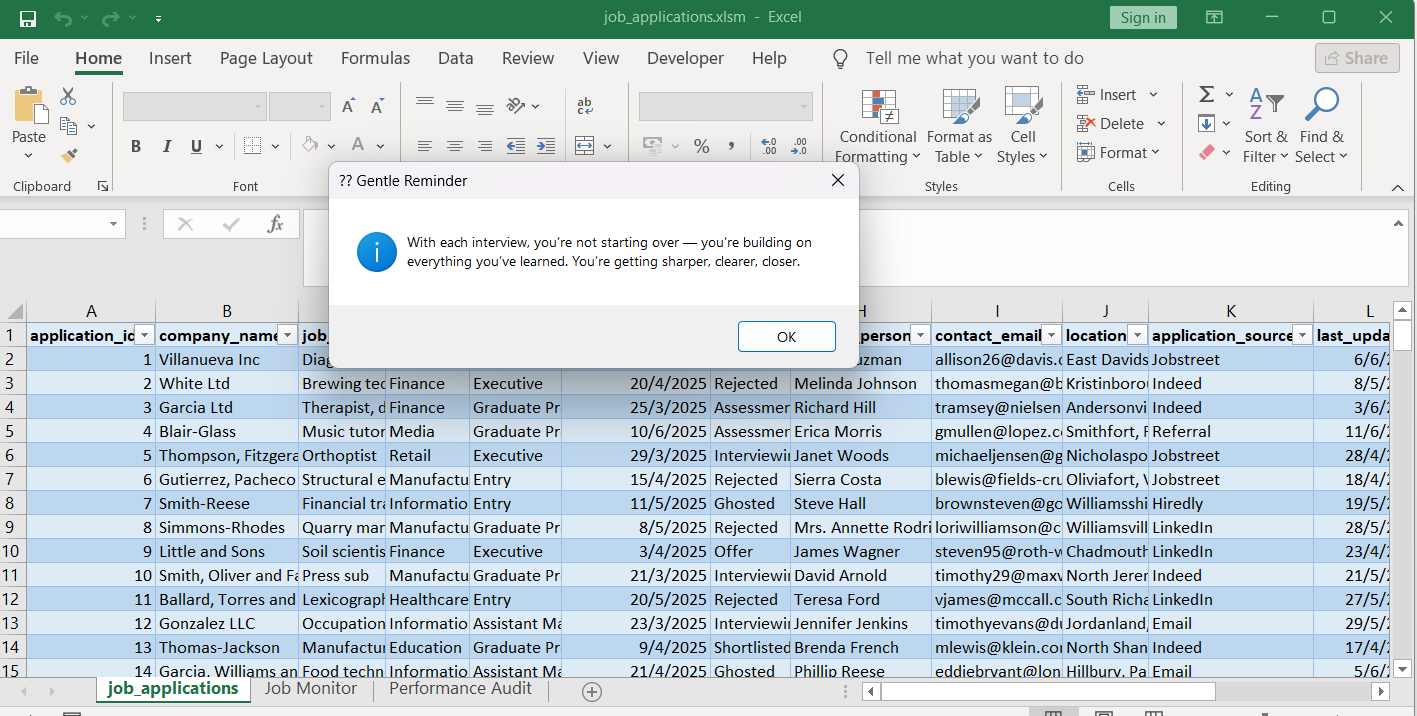 job_applications.xlsm - Excel
Sign in
File Home Insert Page Layout Formulas Data Review View Developer Help Tell me what you want to do Share
Paste
Clipboard
B I U
Font
ab
A
%
Conditional Formatting
Format as Table
Cell Styles
Styles
Insert
Delete
Format
Cells
Sort & Filter
Find & Select
Editing
fx
?? Gentle Reminder
With each interview, you're not starting over — you're building on
everything you've learned. You're getting sharper, clearer, closer.
OK
A B H I J K L
1 application_id company_name job_ person contact_email location application_source last_upda
2 1 Villanueva Inc Diag uzman allison26@davis.c East Davids Jobstreet 6/6/2
3 2 White Ltd Brewing tec Finance Executive 20/4/2025 Rejected Melinda Johnson thomasmegan@b Kristinborou Indeed 8/5/2
4 3 Garcia Ltd Therapist, d Finance Graduate Pr 25/3/2025 Assessmen Richard Hill tramsey@nielsen Andersonvi Indeed 3/6/2
5 4 Blair-Glass Music tutor Media Graduate Pr 10/6/2025 Assessmen Erica Morris gmullen@lopez.co Smithfort, Referral 11/6/2
6 5 Thompson, Fitzgera Orthoptist Retail Executive 29/3/2025 Interviewin Janet Woods michaeljensen@g Nicholaspo Jobstreet 28/4/2
7 6 Gutierrez, Pacheco Structural e Manufactu Entry 15/4/2025 Rejected Sierra Costa blewis@fields-cru Oliviafort, Jobstreet 18/4/2
8 7 Smith-Reese Financial tra Informatio Entry 11/5/2025 Ghosted Steve Hall brownsteven@go Williamsshi Hiredly 19/5/2
9 8 Simmons-Rhodes Quarry man Manufactu Graduate Pr 8/5/2025 Rejected Mrs. Annette Rodri loriwilliamson@c Williamsvill LinkedIn 28/5/2
10 9 Little and Sons Soil scientis Finance Executive 3/4/2025 Offer James Wagner steven95@roth-w Chadmouth LinkedIn 23/4/2
11 10 Smith, Oliver and Fa Press sub Manufactu Graduate Pr 21/3/2025 Interviewin David Arnold timothy29@maxw North Jerem Indeed 21/5/2
12 11 Ballard, Torres and Lexicograph Healthcare Entry 20/5/2025 Rejected Teresa Ford vjames@mccall.c South Richa LinkedIn 27/5/2
13 12 Gonzalez LLC Occupation Informatio Assistant Ma 23/3/2025 Interviewin Jennifer Jenkins timothyevans@du Jordanland, Email 29/5/2
14 13 Thomas-Jackson Manufactu Education Graduate Pr 9/4/2025 Shortlisted Brenda French mlewis@klein.con North Shan Indeed 17/4/2
15 14 Garcia, Williams an Food techn Informatio Assistant Ma 21/4/2025 Ghosted Phillip Reese eddiebryant@lon Hillbury, Pa Email 5/6/2
job_applications Job Monitor Performance Audit